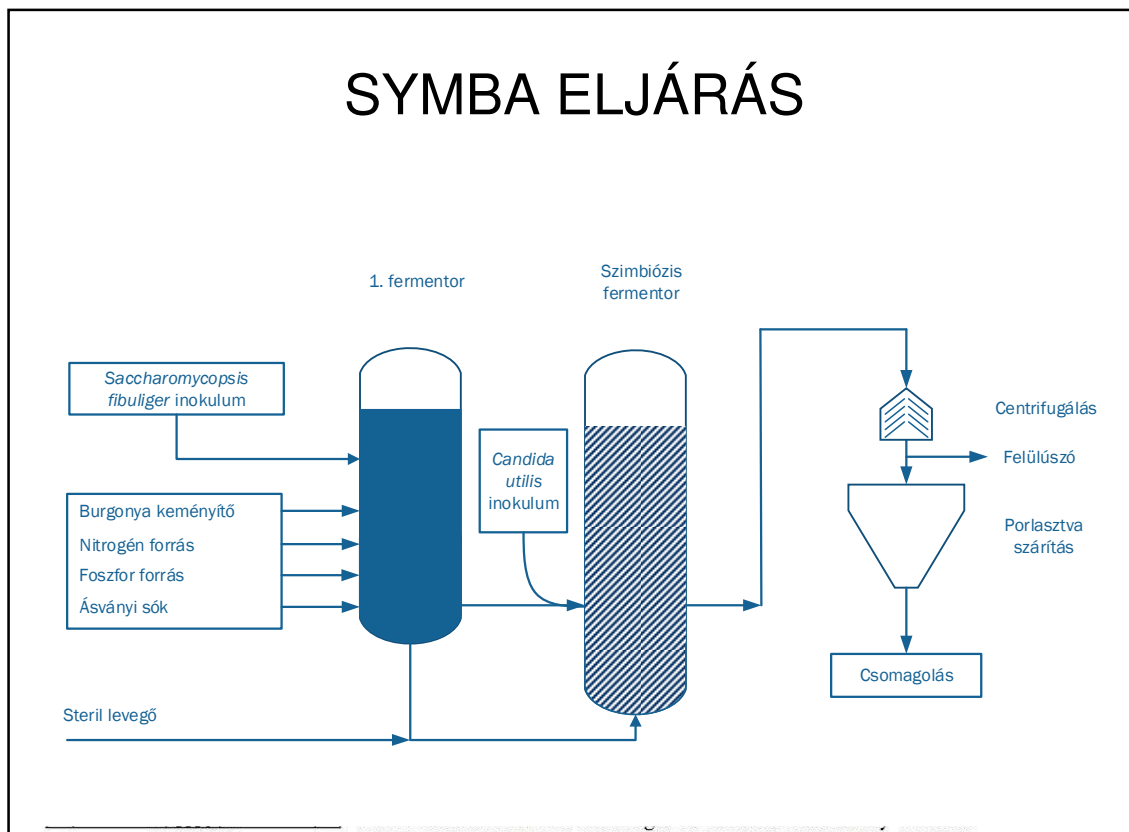 SYMBA ELJÁRÁS
1. fermentor
Szimbiózis
fermentor
Saccharomycopsis
fibuliger inokulum
Candida
utilis
inokulum
Burgonya keményítő
Nitrogén forrás
Foszfor forrás
Ásványi sók
Steril levegő
Centrifugálás
Felülúszó
Porlasztva
szárítás
Csomagolás